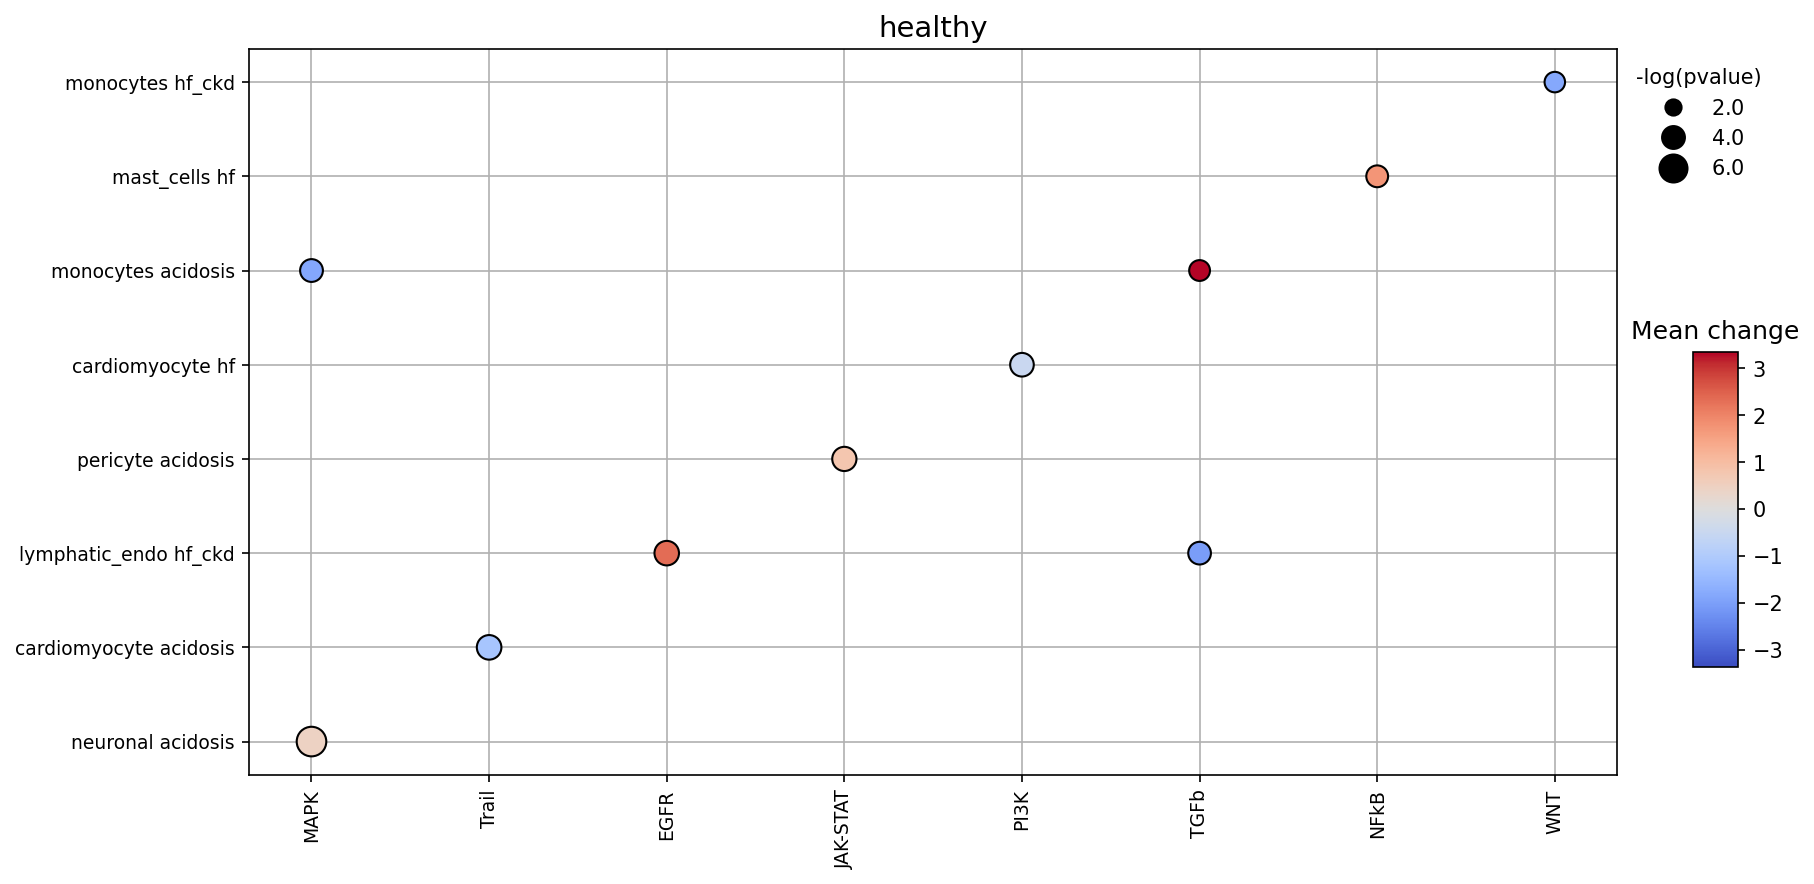 healthy
monocytes hf_ckd
mast_cells hf
monocytes acidosis
cardiomyocyte hf
pericyte acidosis
lymphatic_endo hf_ckd
cardiomyocyte acidosis
neuronal acidosis
MAPK
Trail
EGFR
JAK-STAT
PI3K
TGFb
NFkB
WNT
-log(pvalue)
2.0
4.0
6.0
Mean change
3
2
1
0
−1
−2
−3